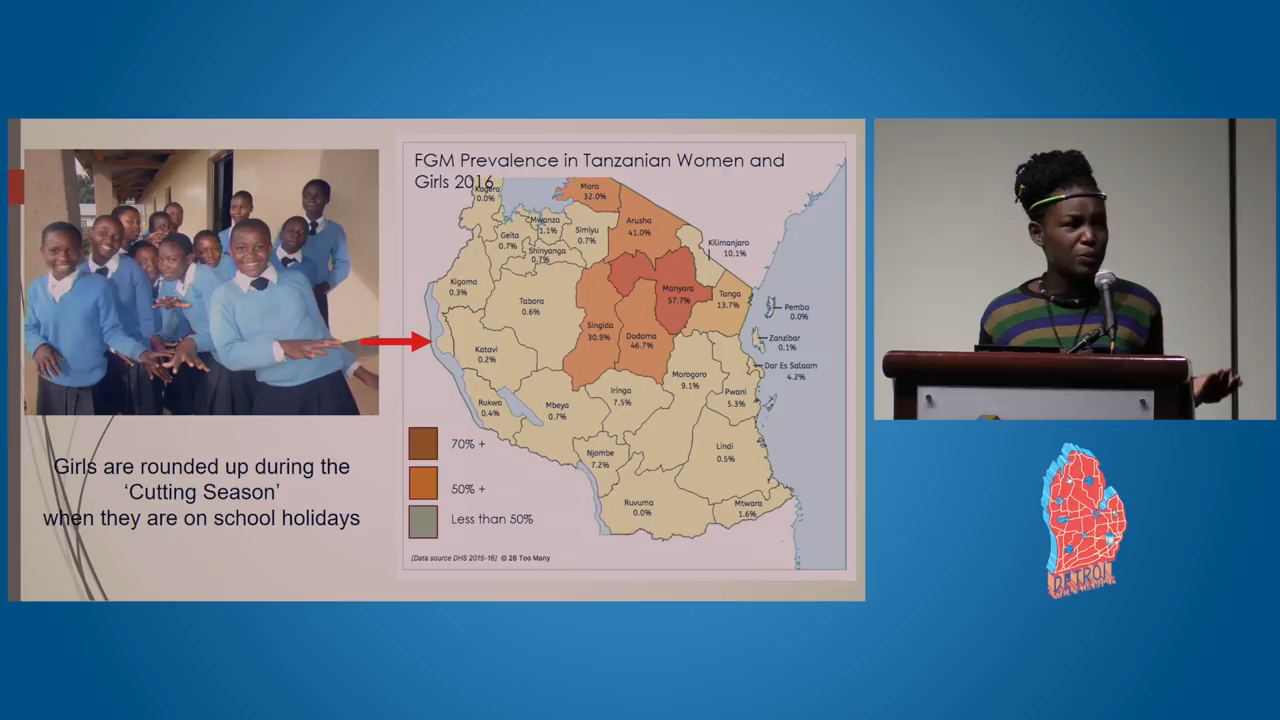 FGM Prevalence in Tanzanian Women and
Girls 2016
Kagera
0.0%
Mara
32.0%
Mwanza
1.1%
Geita
0.7%
Simiyu
0.7%
Shinyanga
0.7%
Arusha
41.0%
Kilimanjaro
10.1%
Kigoma
0.3%
Tabora
0.6%
Manyara
57.7%
Tanga
13.7%
Pemba
0.0%
Singida
30.9%
Dodoma
46.7%
Zanzibar
0.1%
Katavi
0.2%
Dar Es Salaam
4.2%
Morogoro
9.1%
Pwani
5.3%
Iringa
7.5%
Rukwa
0.4%
Mbeya
0.7%
Njombe
7.2%
Lindi
0.5%
Ruvuma
0.0%
Mtwara
1.6%
70% +
50% +
Less than 50%
[Data source DHS 2015-16] © 28 Too Many
Girls are rounded up during the
‘Cutting Season’
when they are on school holidays